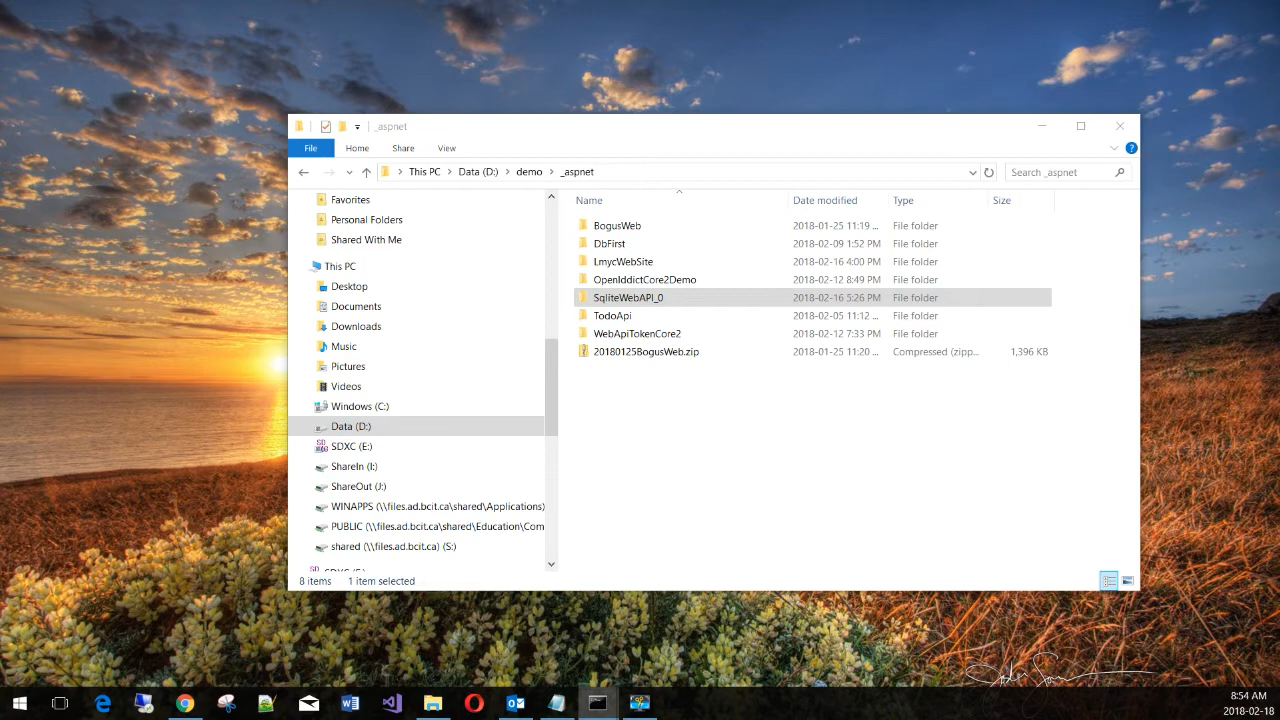 _aspnet
File Home Share View
This PC Data (D:) demo _aspnet Search _aspnet
Name Date modified Type Size
Favorites
Personal Folders
Shared With Me
This PC
Desktop
Documents
Downloads
Music
Pictures
Videos
Windows (C:)
Data (D:)
SDXC (E:)
ShareIn (I:)
ShareOut (J:)
WINAPPS (\\files.ad.bcit.ca\shared\Applications)
PUBLIC (\\files.ad.bcit.ca\shared\Education\Com
shared (\\files.ad.bcit.ca) (S:)
BogusWeb 2018-01-25 11:19 ... File folder
DbFirst 2018-02-09 1:52 PM File folder
LmycWebSite 2018-02-16 4:00 PM File folder
OpenIddictCore2Demo 2018-02-12 8:49 PM File folder
SqliteWebAPI_0 2018-02-16 5:26 PM File folder
TodoApi 2018-02-05 11:12 ... File folder
WebApiTokenCore2 2018-02-12 7:33 PM File folder
20180125BogusWeb.zip 2018-01-25 11:20 ... Compressed (zipp... 1,396 KB
8 items 1 item selected
8:54 AM
2018-02-18